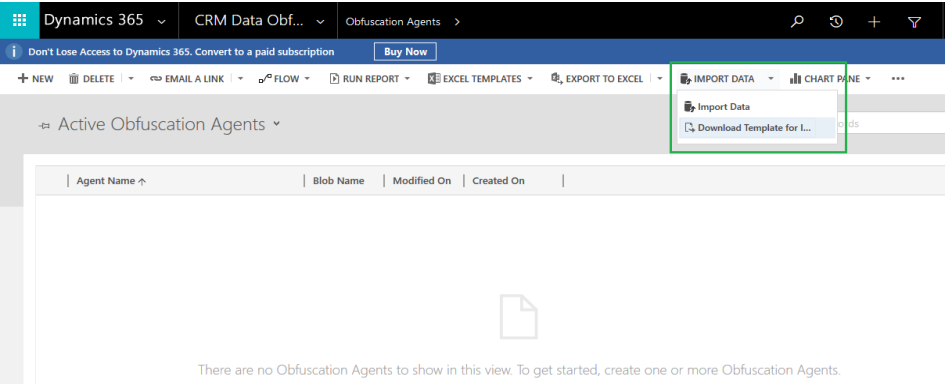 Dynamics 365 CRM Data Obf... Obfuscation Agents >
Don't Lose Access to Dynamics 365. Convert to a paid subscription Buy Now
+ NEW DELETE EMAIL A LINK FLOW RUN REPORT EXCEL TEMPLATES EXPORT TO EXCEL IMPORT DATA CHART PANE ...
Import Data
Active Obfuscation Agents
Download Template for I...
Agent Name ↑ Blob Name Modified On Created On
There are no Obfuscation Agents to show in this view. To get started, create one or more Obfuscation Agents.